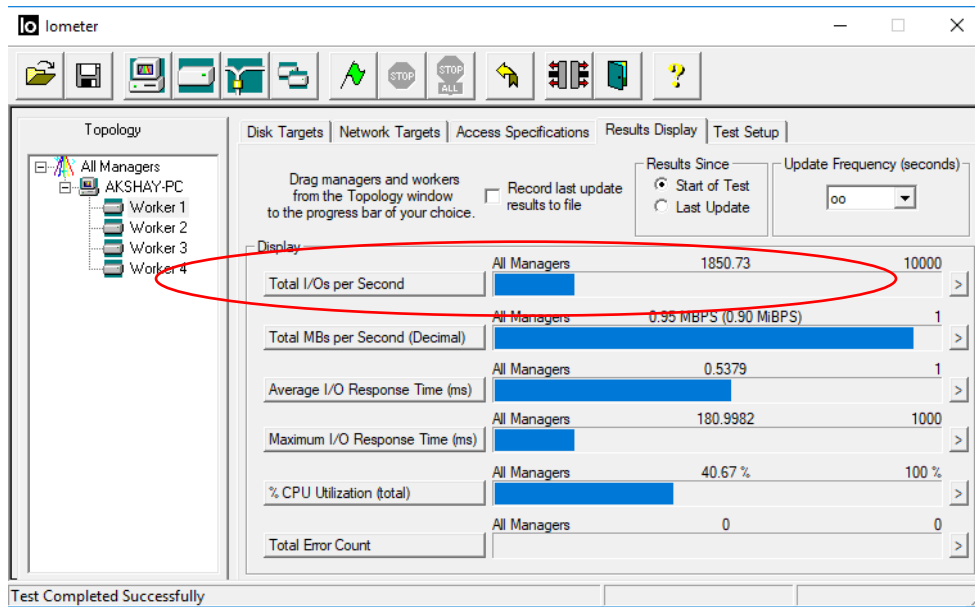 Iometer
STOP
STOP
ALL
Topology
All Managers
AKSHAY-PC
Worker 1
Worker 2
Worker 3
Worker 4
Disk Targets
Network Targets
Access Specifications
Results Display
Test Setup
Drag managers and workers
from the Topology window
to the progress bar of your choice.
Record last update
results to file
Results Since
Start of Test
Last Update
Update Frequency (seconds)
oo
Display
Total I/Os per Second
All Managers 1850.73 10000
>
Total MBs per Second (Decimal)
All Managers 0.95 MBPS (0.90 MiBPS) 1
>
Average I/O Response Time (ms)
All Managers 0.5379 1
>
Maximum I/O Response Time (ms)
All Managers 180.9982 1000
>
% CPU Utilization (total)
All Managers 40.67 % 100 %
>
Total Error Count
All Managers 0 0
>
Test Completed Successfully